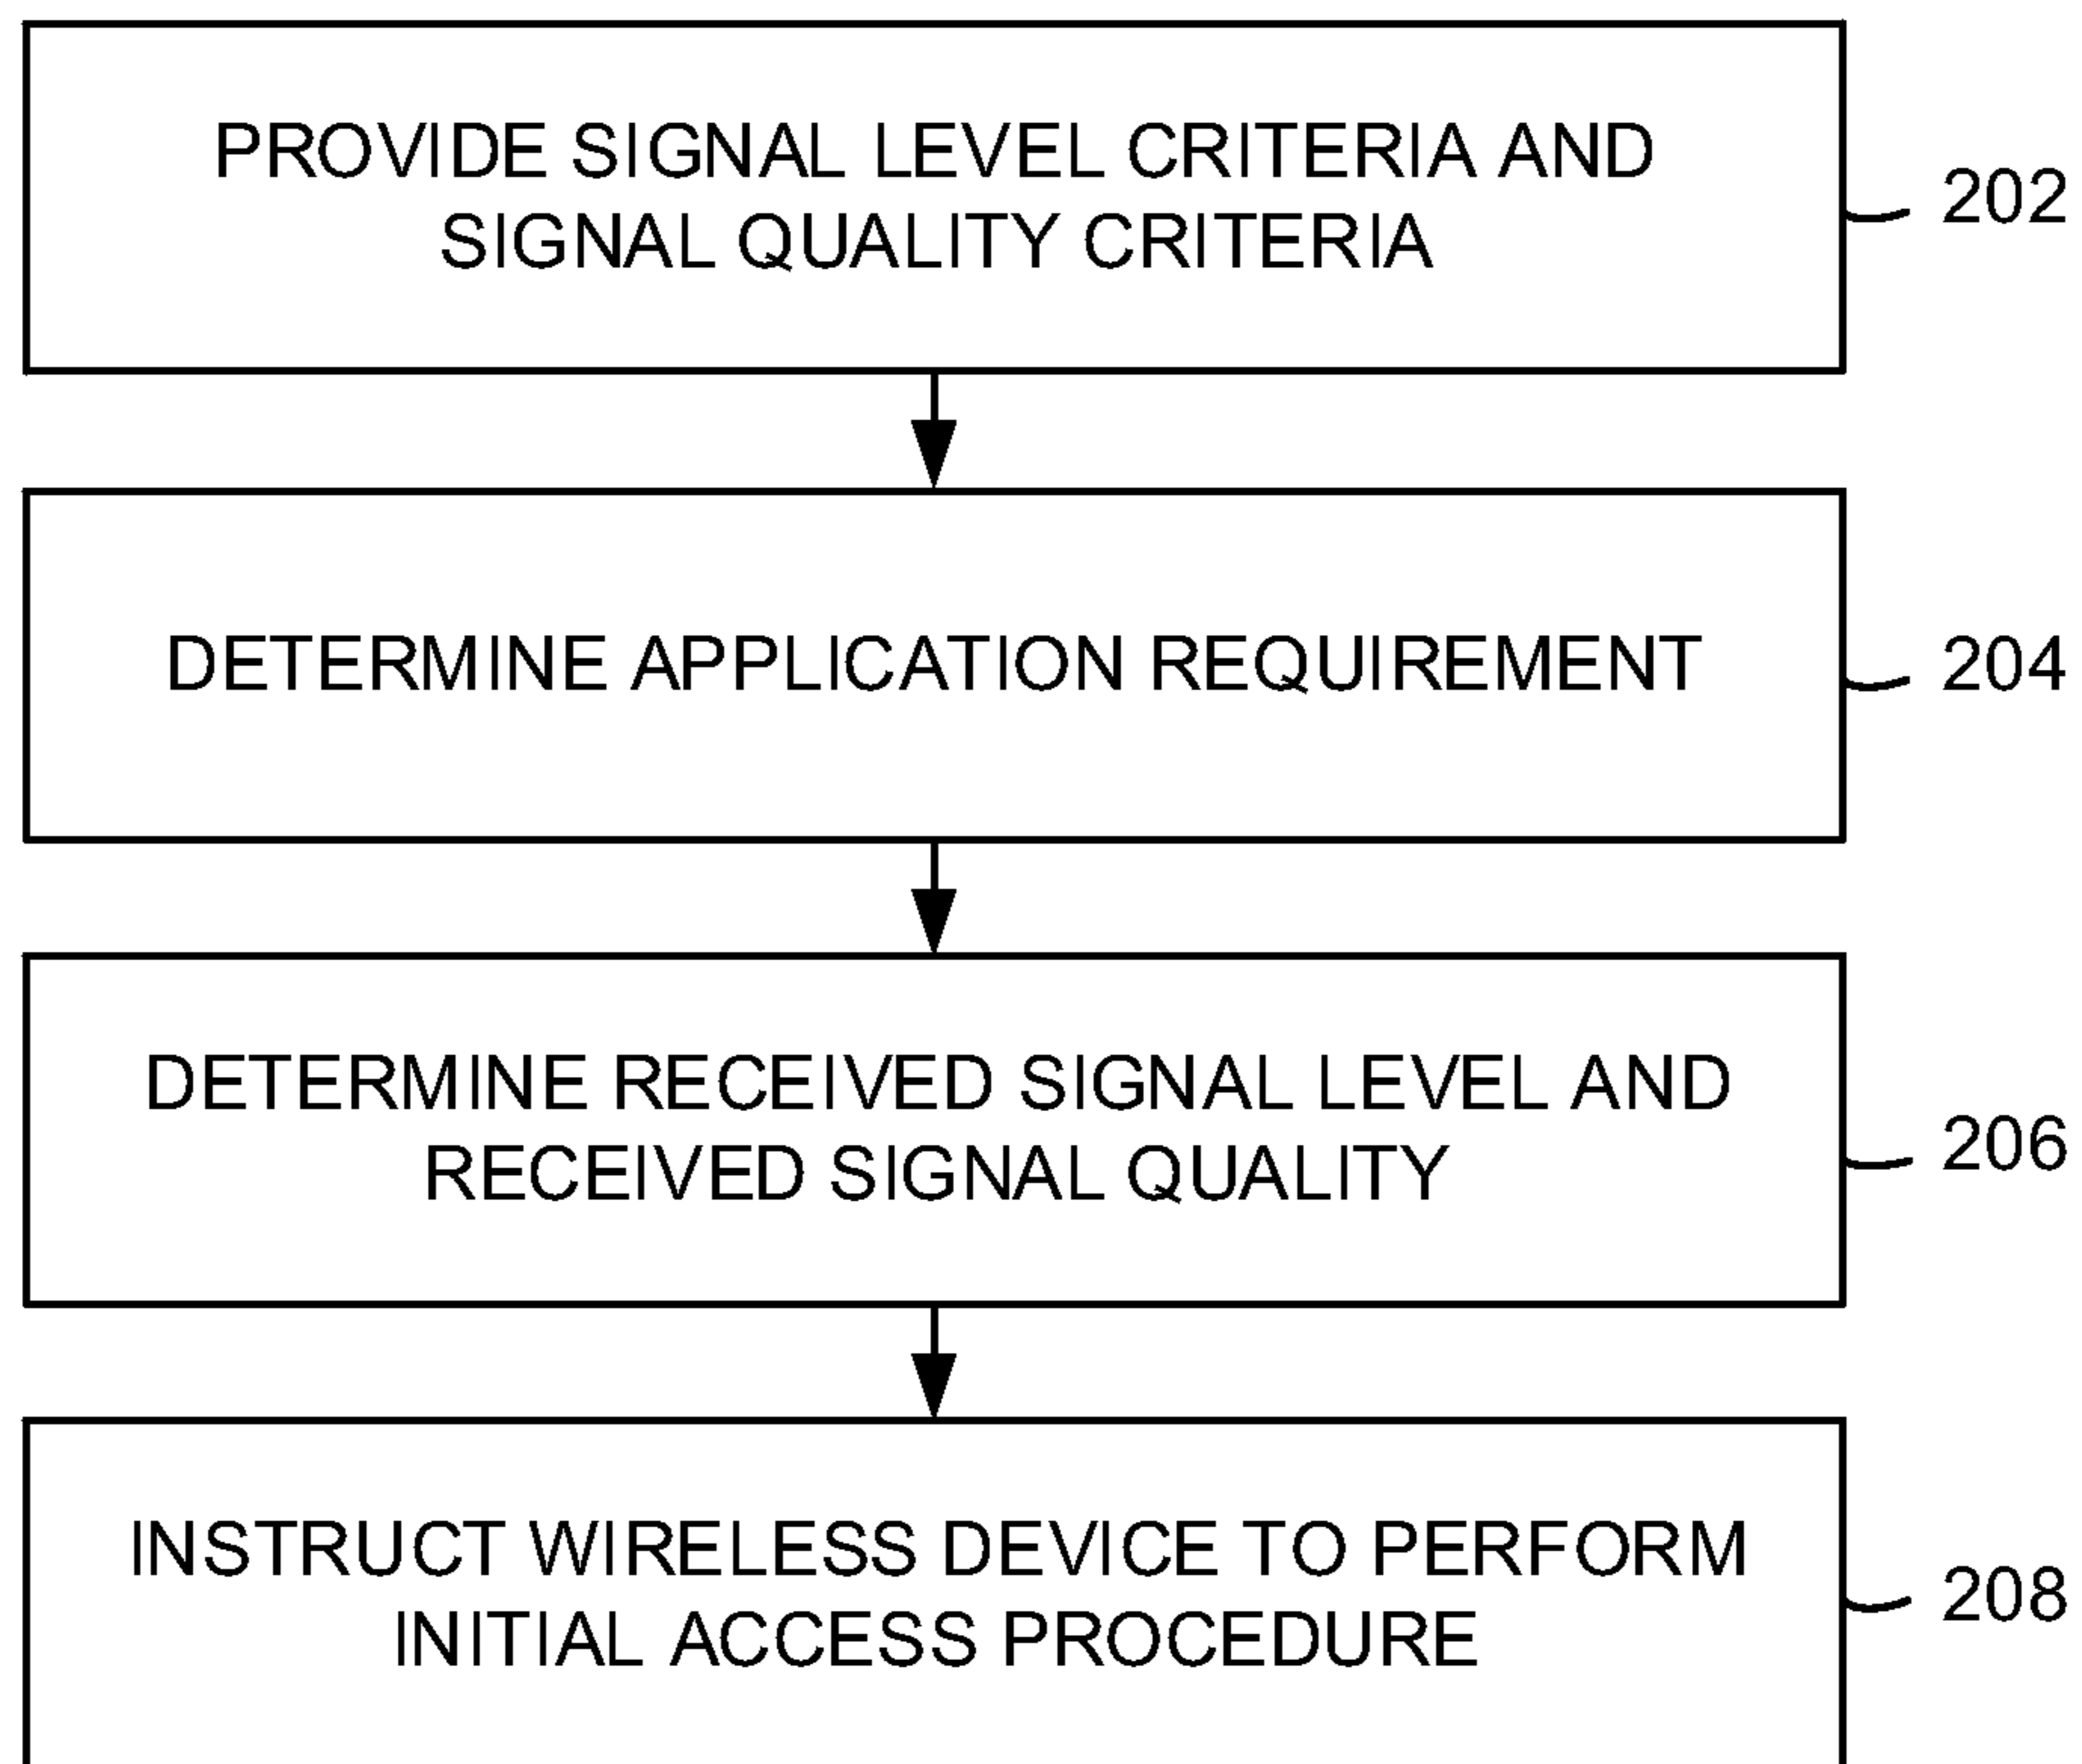 PROVIDE SIGNAL LEVEL CRITERIA AND
SIGNAL QUALITY CRITERIA
202
DETERMINE APPLICATION REQUIREMENT
204
DETERMINE RECEIVED SIGNAL LEVEL AND
RECEIVED SIGNAL QUALITY
206
INSTRUCT WIRELESS DEVICE TO PERFORM
INITIAL ACCESS PROCEDURE
208